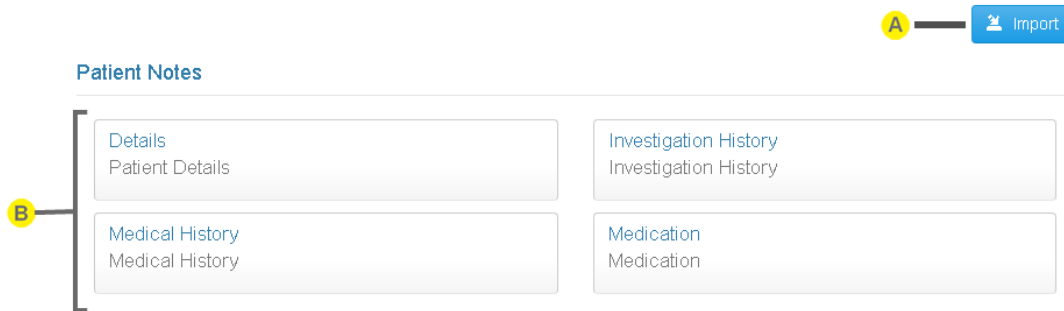 A
Import
Patient Notes
Details
Patient Details
Investigation History
Investigation History
B
Medical History
Medical History
Medication
Medication